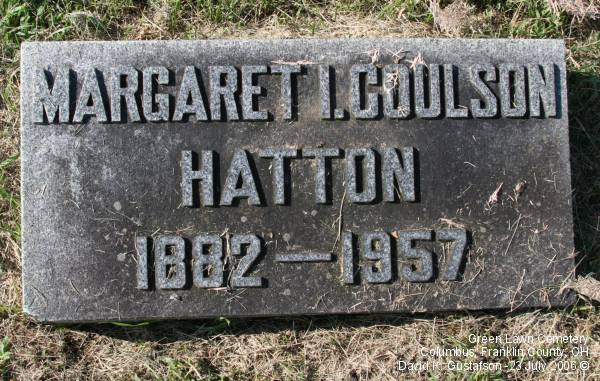 MARGARET I. COULSON
HATTON
1882 — 1957
Green Lawn Cemetery
Columbus, Franklin County, OH
David K. Gustafson - 23 July 2006 ©